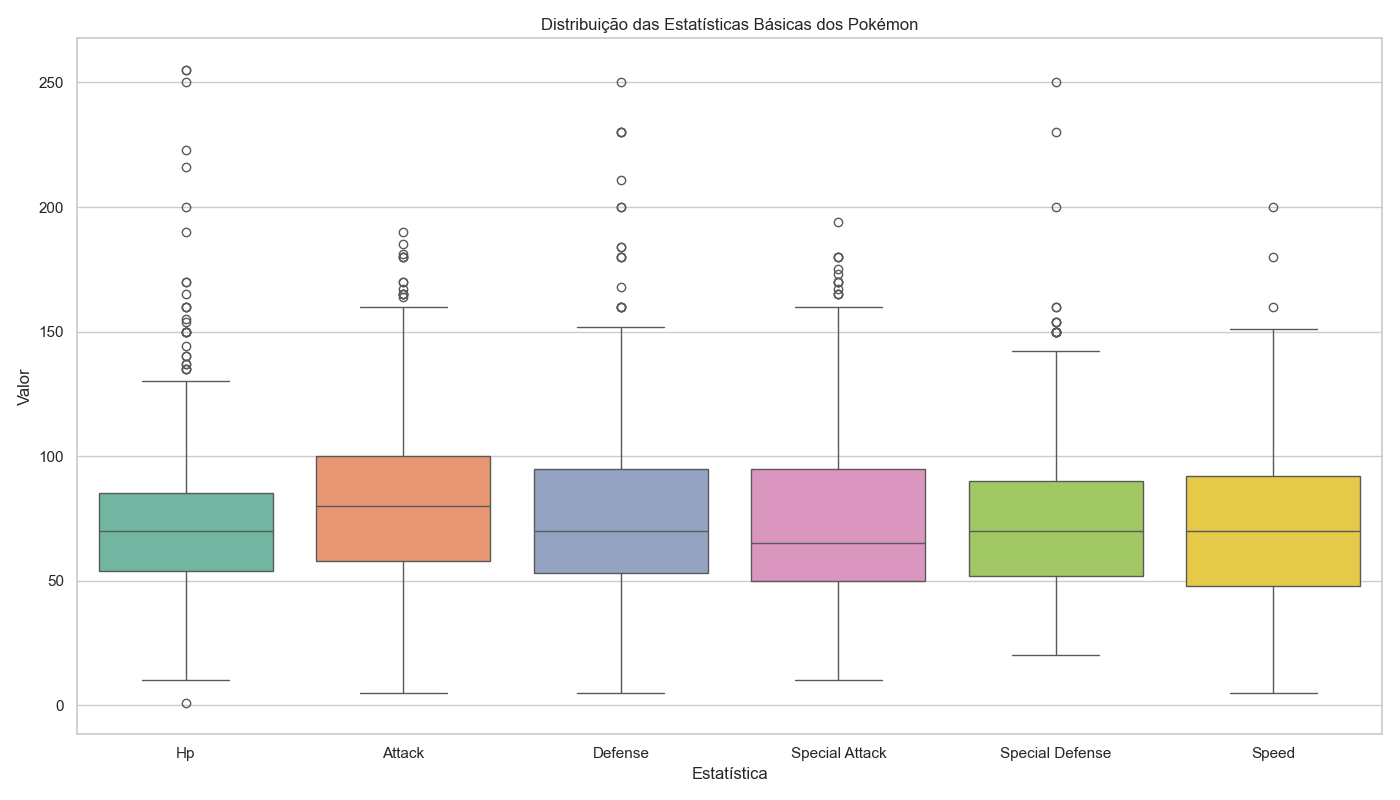 Distribuição das Estatísticas Básicas dos Pokémon
Valor
250
200
150
100
50
0
Hp Attack Defense Special Attack Special Defense Speed
Estatística